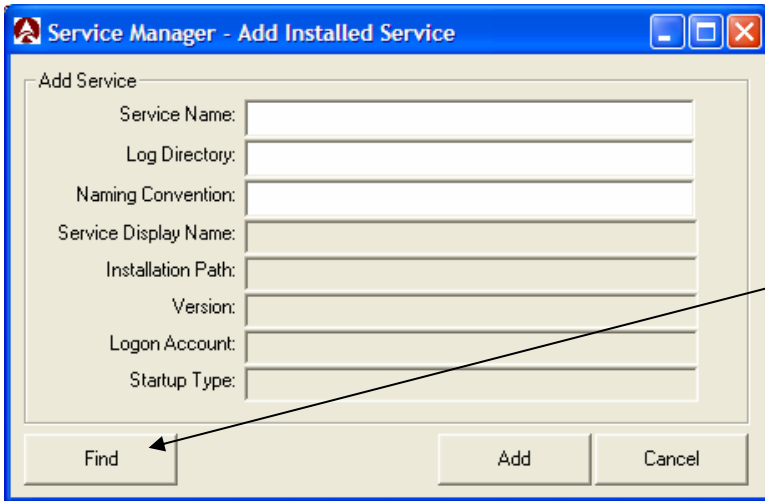 Service Manager - Add Installed Service
Add Service
Service Name:
Log Directory:
Naming Convention:
Service Display Name:
Installation Path:
Version:
Logon Account:
Startup Type:
Find Add Cancel